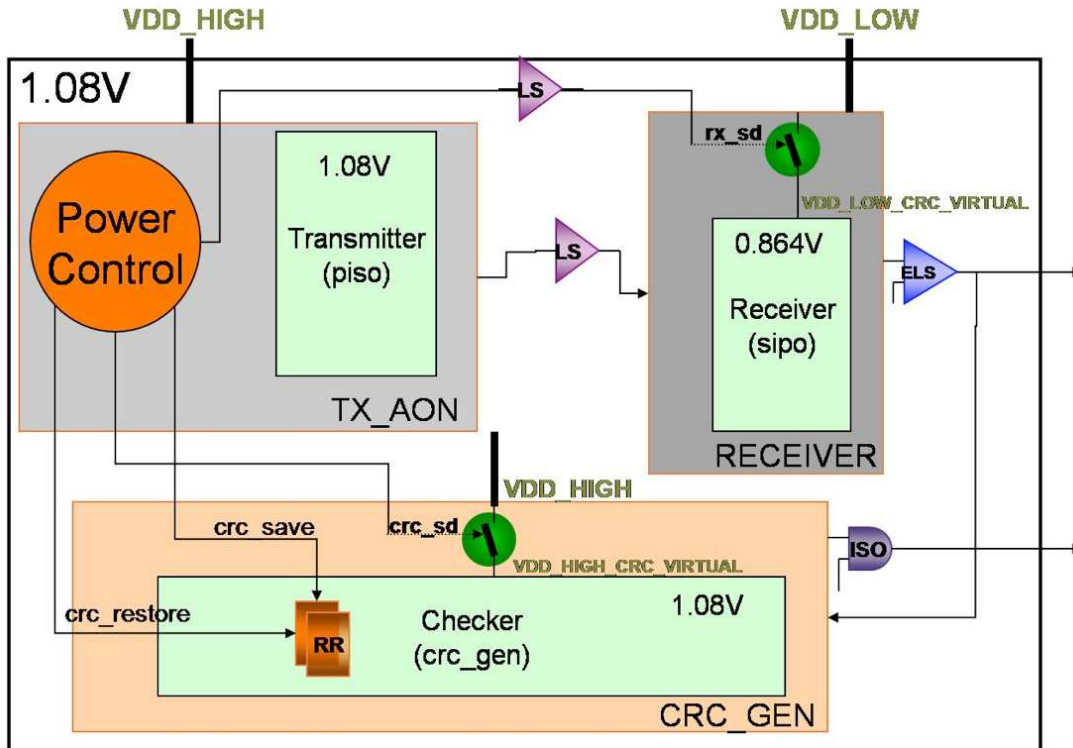 VDD_HIGH
VDD_LOW
1.08V
LS
rx_sd
1.08V
Power
Control
Transmitter
(piso)
VDD_LOW_CRC_VIRTUAL
LS
0.864V
ELS
Receiver
(sipo)
TX_AON
RECEIVER
VDD_HIGH
crc_save
crc_sd
ISO
VDD_HIGH_CRC_VIRTUAL
1.08V
crc_restore
RR
Checker
(crc_gen)
CRC_GEN